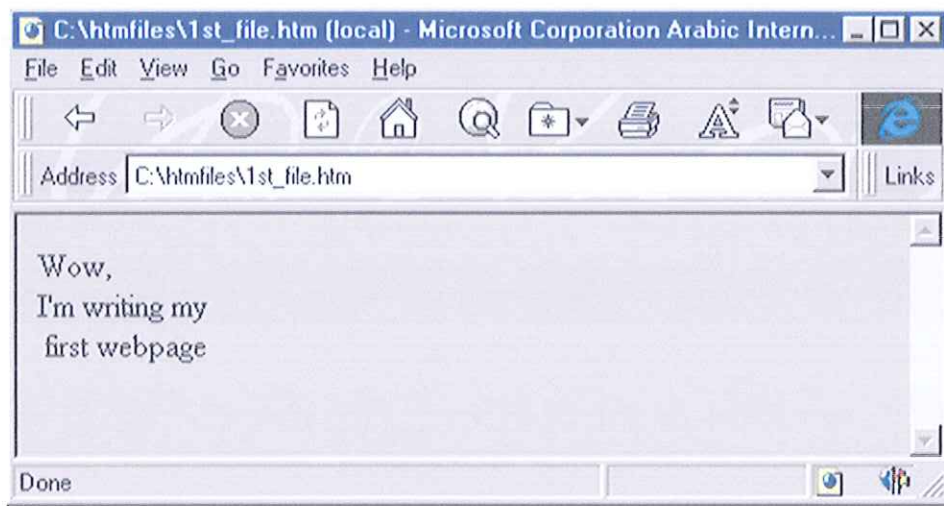 C:\htmfiles\1st_file.htm (local) - Microsoft Corporation Arabic Intern...
File Edit View Go Favorites Help
Address C:\htmfiles\1st_file.htm Links
Wow,
I'm writing my
first webpage
Done